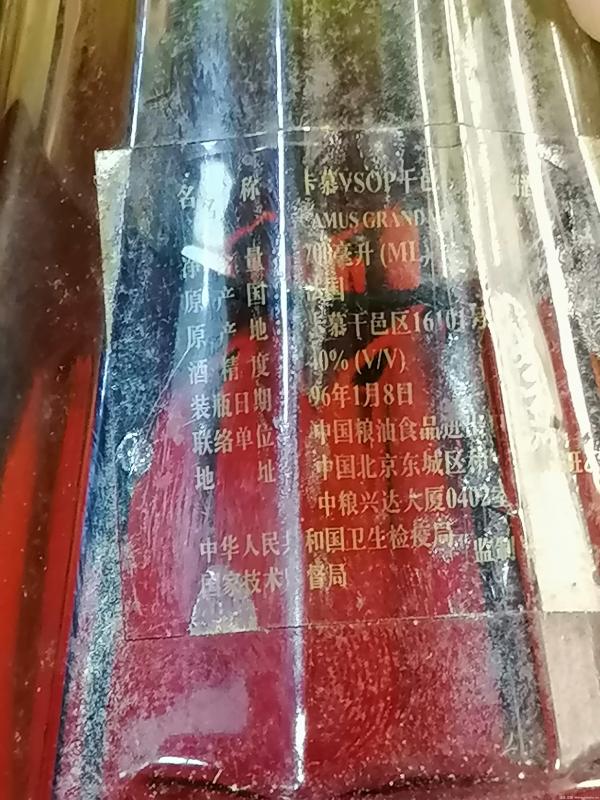 名 称 卡慕VSOP干邑
CAMUS GRAND
净 含 量 700毫升 (ML)
原 产 国 法国
原 产 地 卡慕干邑区16101
酒 精 度 40% (V/V)
装瓶日期 96年1月8日
联络单位 中国粮油食品进出
地 址 中国北京东城区
中粮兴达大厦0402室
中华人民共和国卫生检疫局 监制
国家技术监督局